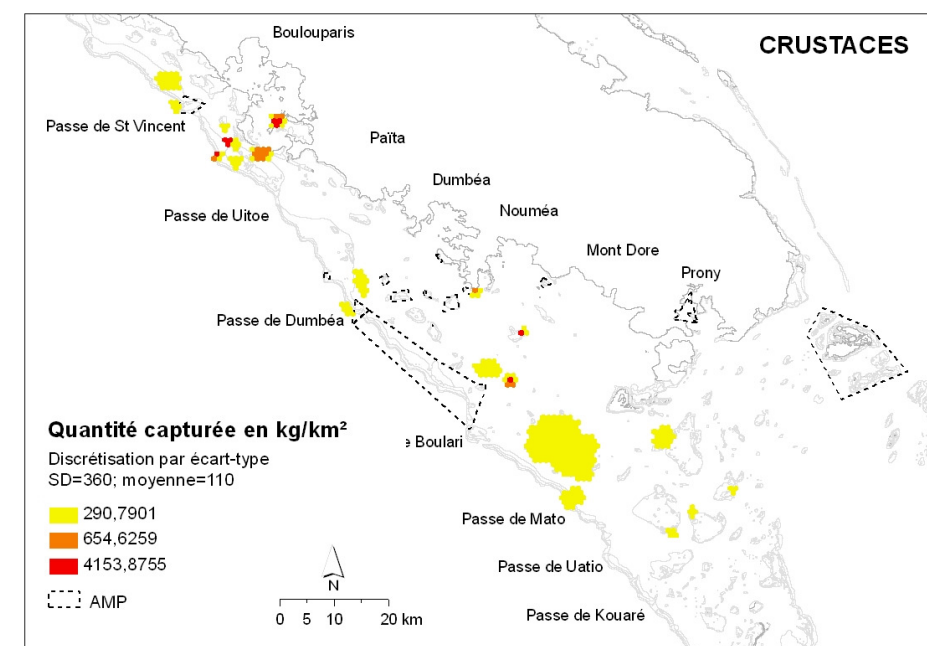 Boulouparis
CRUSTACES
Passe de St Vincent
Païta
Dumbéa
Passe de Uitoe
Nouméa
Mont Dore
Prony
Passe de Dumbéa
Quantité capturée en kg/km²
e Boulari
Discrétisation par écart-type
SD=360; moyenne=110
290,7901
654,6259
4153,8755
AMP
Passe de Mato
Passe de Uatio
Passe de Kouaré
N
0 5 10 20 km